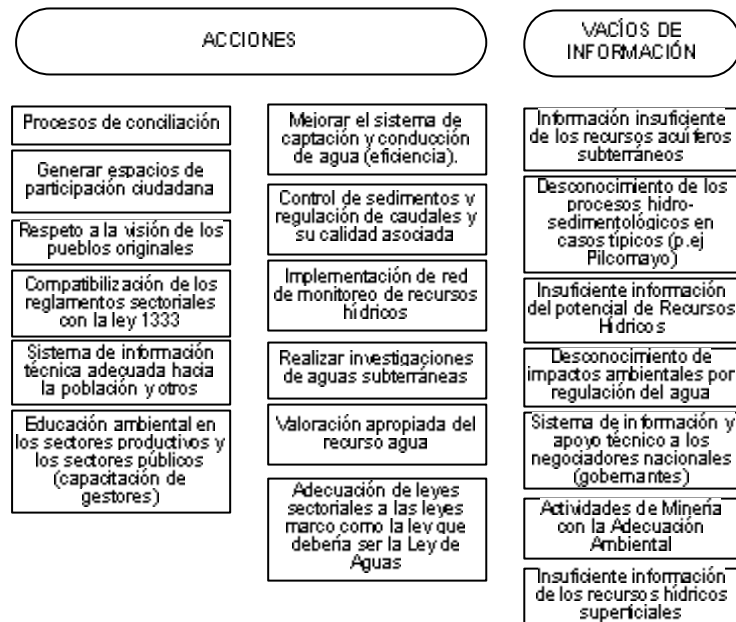 ACCIONES
VACÍOS DE
INFORMACIÓN
Procesos de conciliación
Generar espacios de
participación ciudadana
Respeto a la visión de los
pueblos originales
Compatibilización de los
reglamentos sectoriales
con la ley 1333
Sistema de información
técnica adecuada hacia
la población y otros
Educación ambiental en
los sectores productivos y
los sectores públicos
(capacitación de
gestores)
Mejorar el sistema de
captación y conducción
de agua (eficiencia).
Control de sedimentos y
regulación de caudales y
su calidad asociada
Implementación de red
de monitoreo de recursos
hídricos
Realizar investigaciones
de aguas subterráneas
Valoración apropiada del
recurso agua
Adecuación de leyes
sectoriales a las leyes
marco como la ley que
debería ser la Ley de
Aguas
Información insuficiente
de los recursos acuíferos
subterráneos
Desconocimiento de los
procesos hidro-
sedimentológicos en
casos típicos (p.ej
Pilcomayo)
Insuficiente información
del potencial de Recursos
Hídricos
Desconocimiento de
impactos ambientales por
regulación del agua
Sistema de información y
apoyo técnico a los
negociadores nacionales
(gobernantes)
Actividades de Minería
con la Adecuación
Ambiental
Insuficiente información
de los recursos hídricos
superficiales